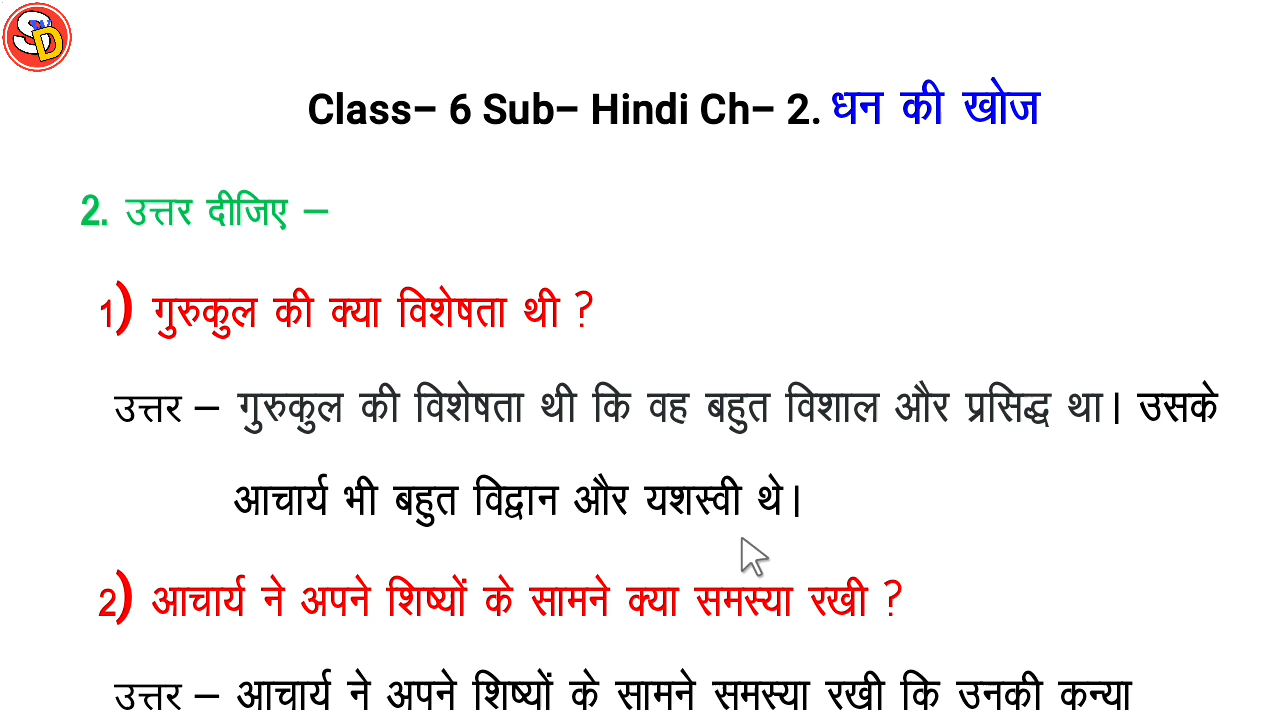 SD
Class– 6 Sub– Hindi Ch– 2. धन की खोज
2. उत्तर दीजिए –
1) गुरुकुल की क्या विशेषता थी ?
उत्तर – गुरुकुल की विशेषता थी कि वह बहुत विशाल और प्रसिद्ध था। उसके
आचार्य भी बहुत विद्वान और यशस्वी थे।
2) आचार्य ने अपने शिष्यों के सामने क्या समस्या रखी ?
उत्तर – आचार्य ने अपने शिष्यों के सामने समस्या रखी कि उनकी कन्या